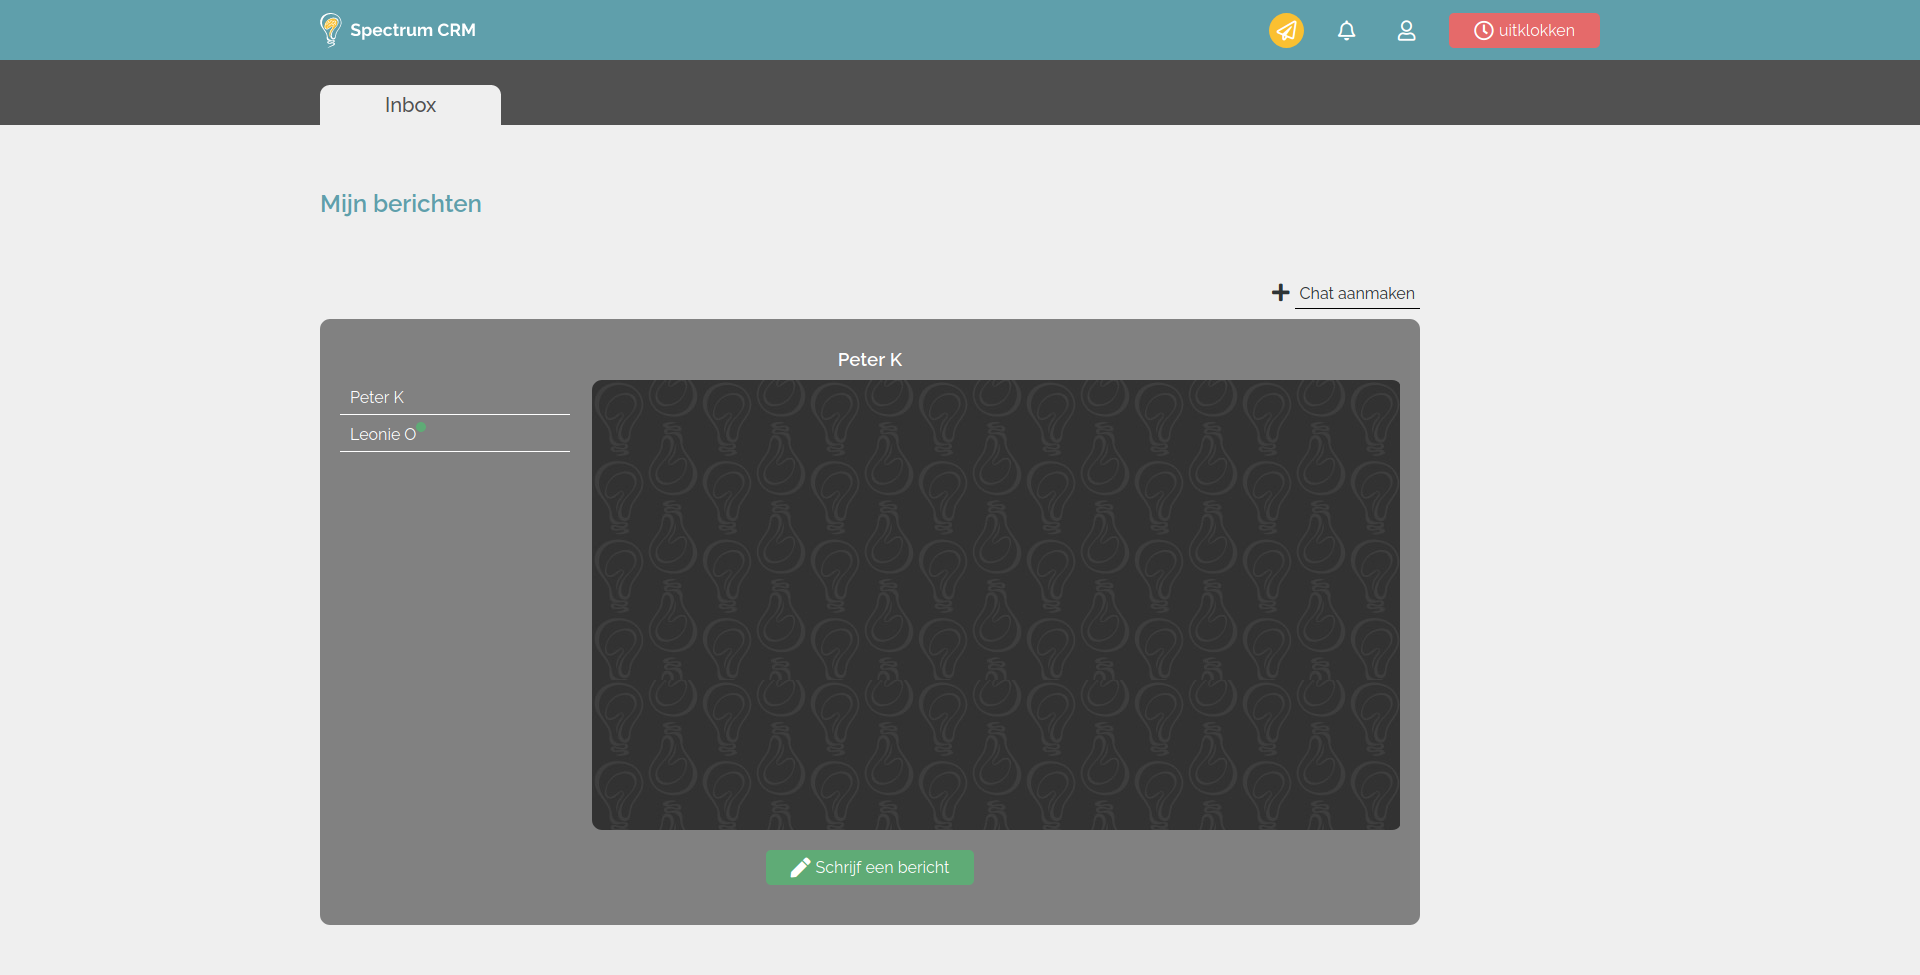 Spectrum CRM
uitklokken
Inbox
Mijn berichten
Chat aanmaken
Peter K
Peter K
Leonie O
Schrijf een bericht